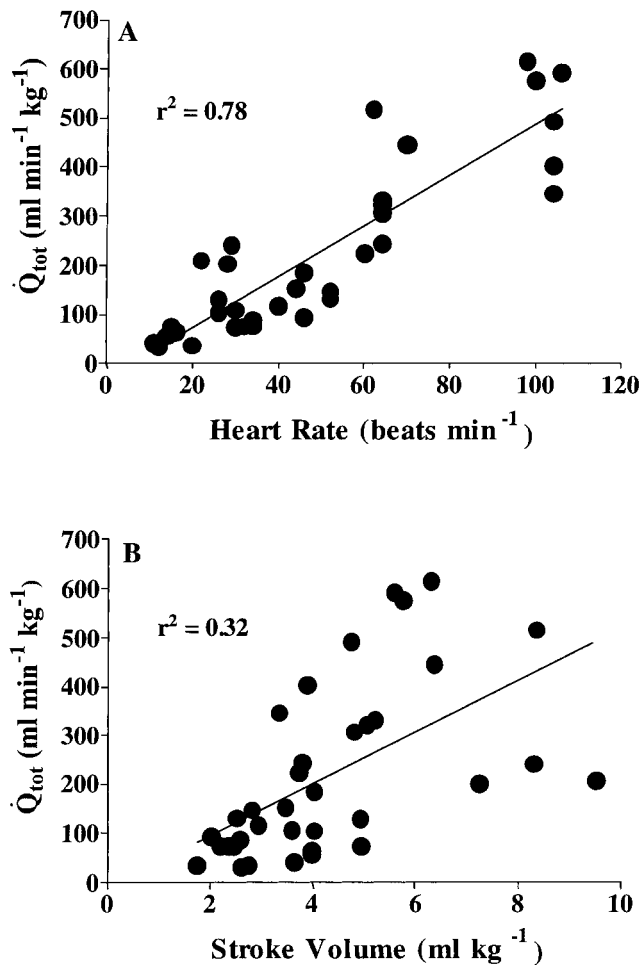 A
700
600
500
400
300
200
100
0
r² = 0.78
Q̇tot (ml min⁻¹ kg⁻¹)
0 20 40 60 80 100 120
Heart Rate (beats min⁻¹)
B
700
600
500
400
300
200
100
0
r² = 0.32
Q̇tot (ml min⁻¹ kg⁻¹)
0 2 4 6 8 10
Stroke Volume (ml kg⁻¹)